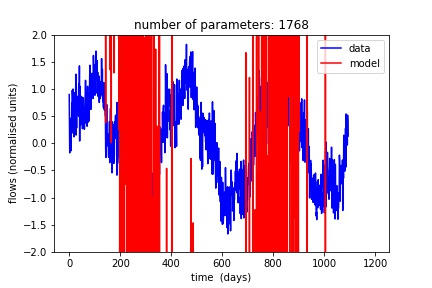 number of parameters: 1768
data
model
flows (normalised units)
2.0
1.5
1.0
0.5
0.0
−0.5
−1.0
−1.5
−2.0
0 200 400 600 800 1000 1200
time (days)